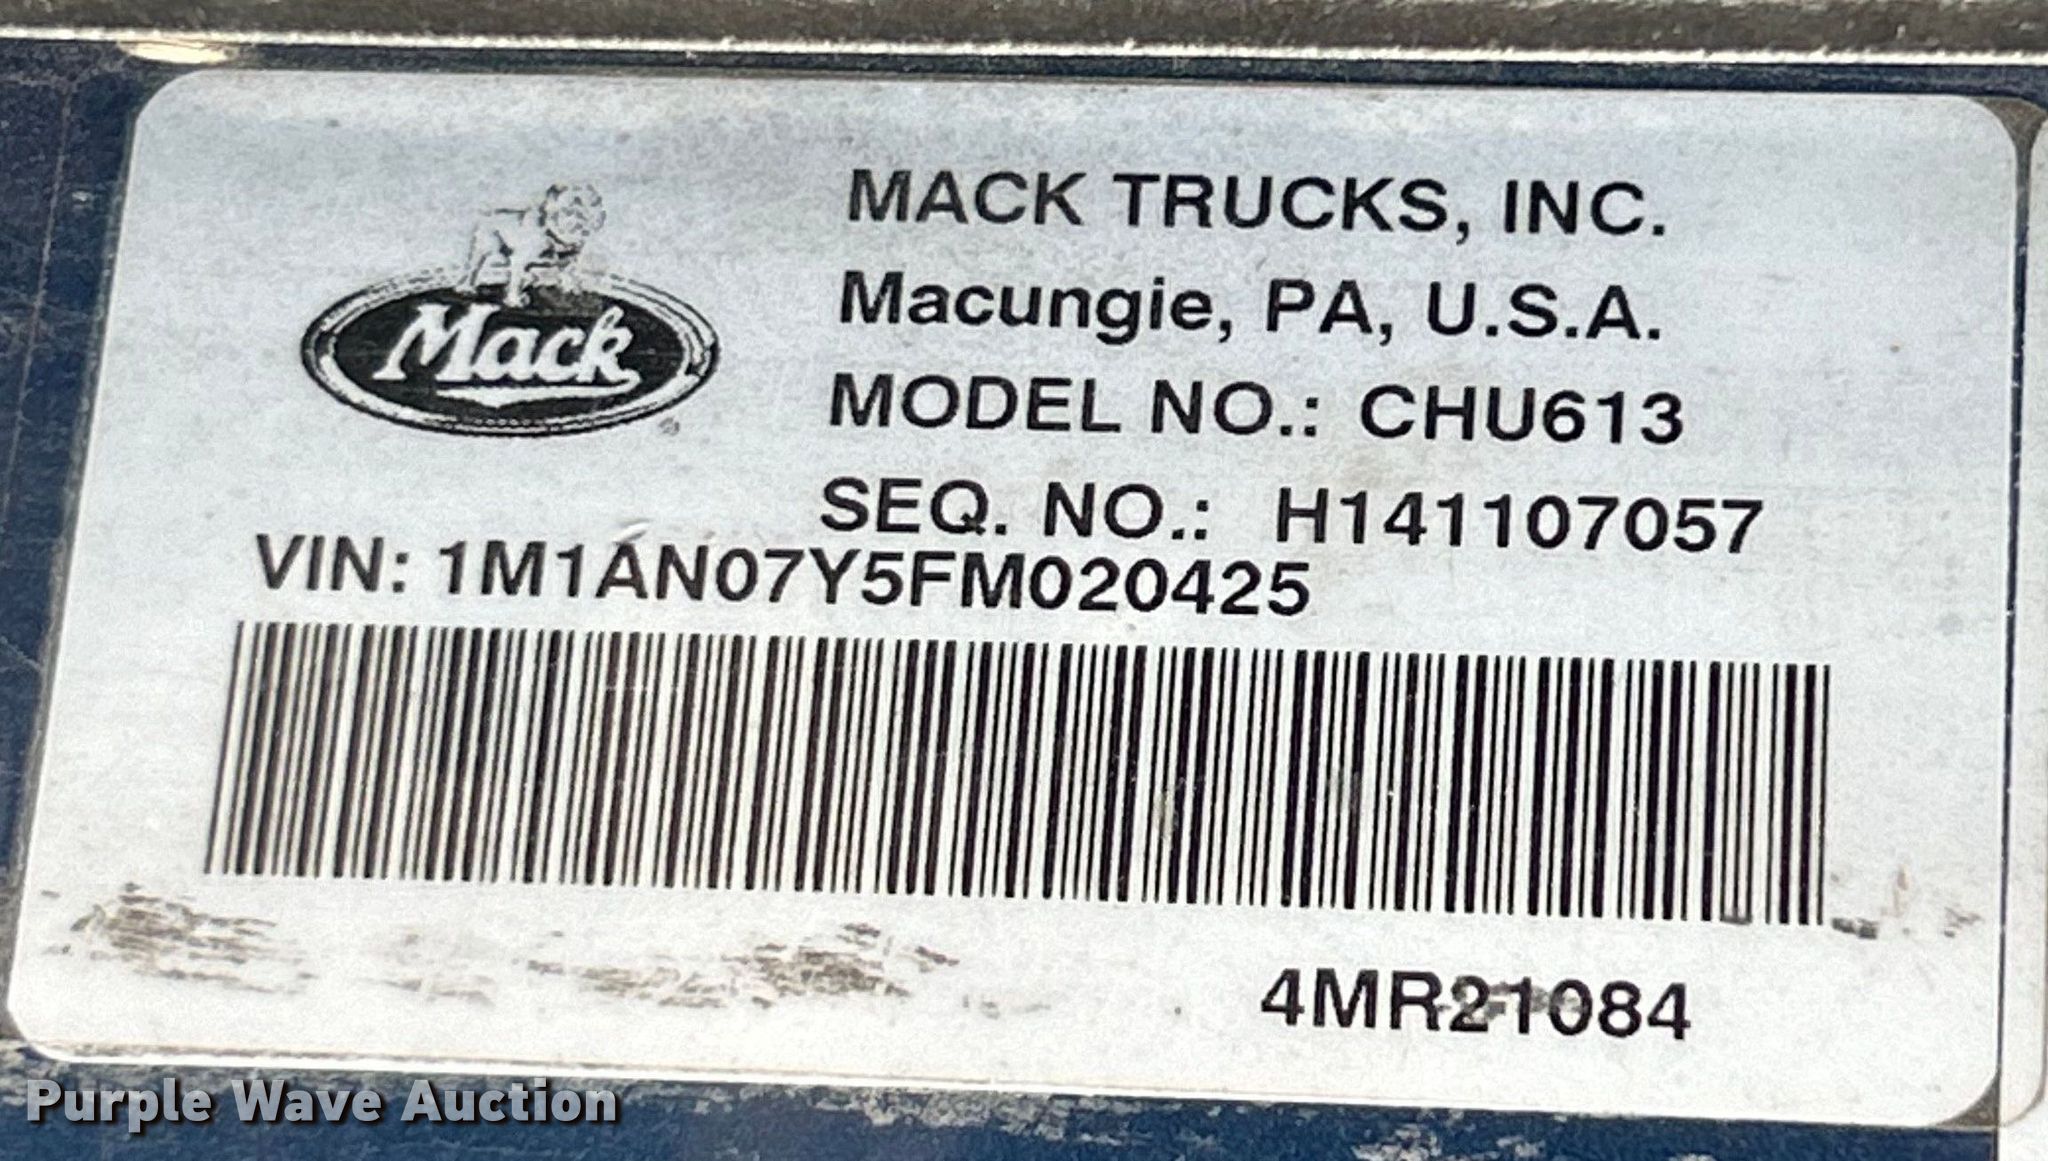 Mack
®
MACK TRUCKS, INC.
Macungie, PA, U.S.A.
MODEL NO.: CHU613
SEQ. NO.: H141107057
VIN: 1M1AN07Y5FM020425
4MR21084
Purple Wave Auction